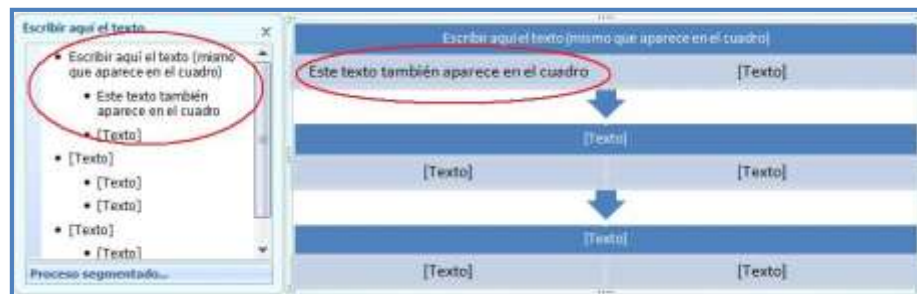 Escribir aquí el texto
• Escribir aquí el texto (mismo
que aparece en el cuadro)
• Este texto también
aparece en el cuadro
• [Texto]
• [Texto]
• [Texto]
• [Texto]
• [Texto]
• [Texto]
Proceso segmentado...
Escribir aquí el texto (mismo que aparece en el cuadro)
Este texto también aparece en el cuadro
[Texto]
[Texto]
[Texto]
[Texto]
[Texto]
[Texto]
[Texto]